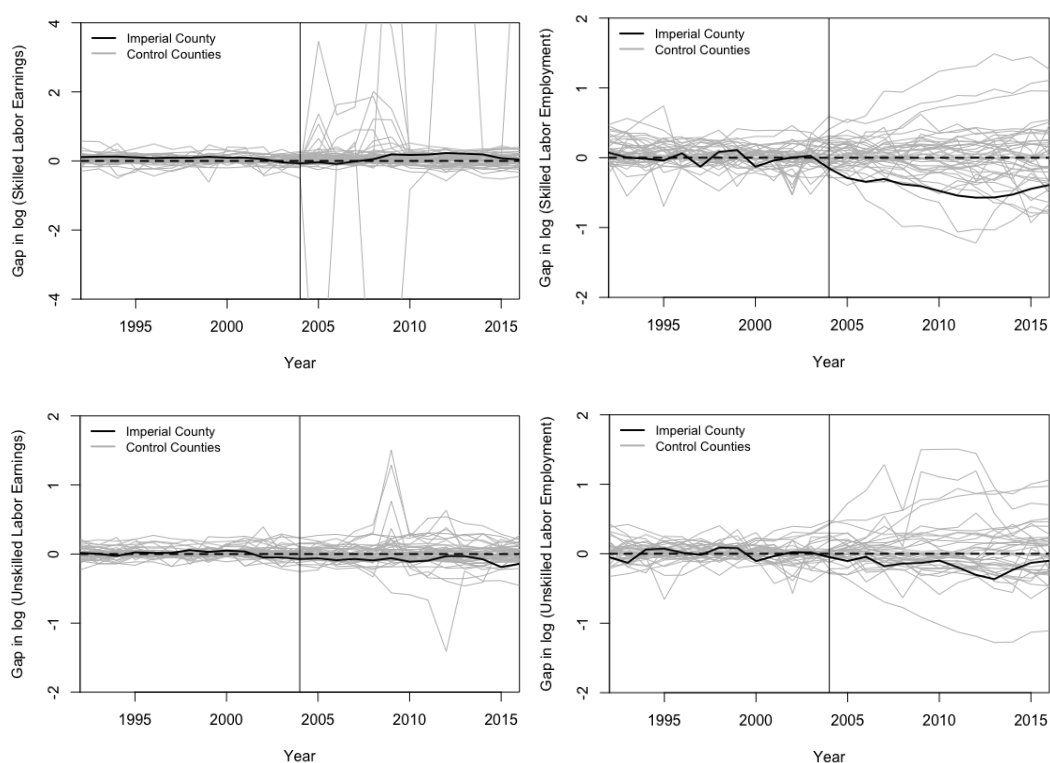 Gap in log (Skilled Labor Earnings)
4
2
0
-2
-4
Imperial County
Control Counties
1995
2000
2005
2010
2015
Year
Gap in log (Skilled Labor Employment)
2
1
0
-1
-2
Imperial County
Control Counties
1995
2000
2005
2010
2015
Year
Gap in log (Unskilled Labor Earnings)
2
1
0
-1
-2
Imperial County
Control Counties
1995
2000
2005
2010
2015
Year
Gap in log (Unskilled Labor Employment)
2
1
0
-1
-2
Imperial County
Control Counties
1995
2000
2005
2010
2015
Year